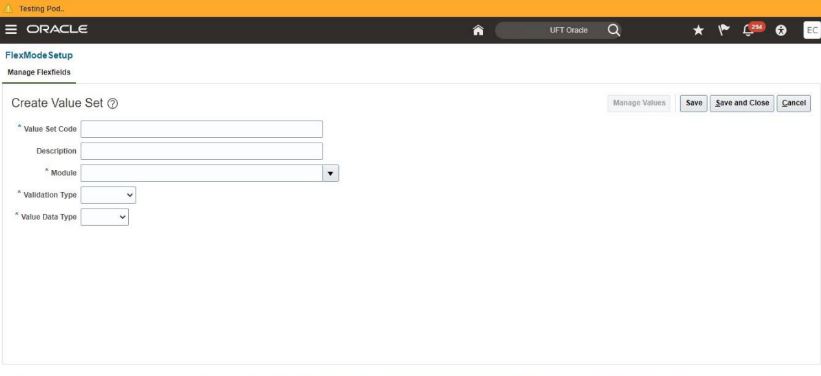 Testing Pod..
ORACLE
UFT Oracle
294
EC
FlexModeSetup
Manage Flexfields
Create Value Set
Manage Values
Save
Save and Close
Cancel
* Value Set Code
Description
* Module
* Validation Type
* Value Data Type